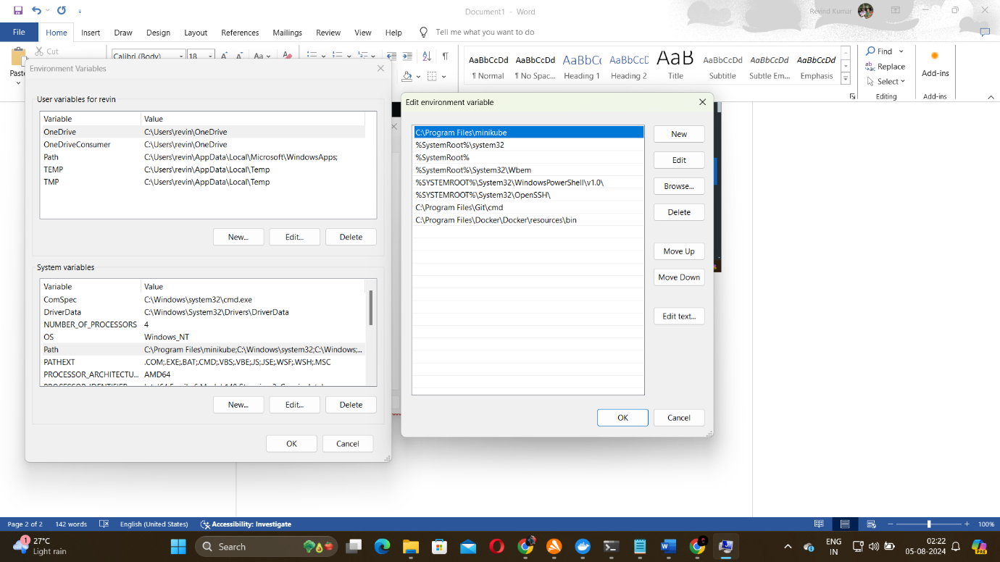 Document1 - Word
Revind Kumar
File Home Insert Draw Design Layout References Mailings Review View Help Tell me what you want to do
Cut
Paste
Calibri (Body) 18
AaBbCcDd AaBbCcDd AaBbC AaBbCcD AaB AaBbCcDd AaBbCcDd AaBbCcDd
¶ Normal ¶ No Spac... Heading 1 Heading 2 Title Subtitle Subtle Em... Emphasis
Find
Replace
Select
Editing
Add-ins
Add-ins
Environment Variables
User variables for revin
Variable Value
OneDrive C:\Users\revin\OneDrive
OneDriveConsumer C:\Users\revin\OneDrive
Path C:\Users\revin\AppData\Local\Microsoft\WindowsApps;
TEMP C:\Users\revin\AppData\Local\Temp
TMP C:\Users\revin\AppData\Local\Temp
New... Edit... Delete
System variables
Variable Value
ComSpec C:\Windows\system32\cmd.exe
DriverData C:\Windows\System32\Drivers\DriverData
NUMBER_OF_PROCESSORS 4
OS Windows_NT
Path C:\Program Files\minikube;C:\Windows\system32;C:\Windows;...
PATHEXT .COM;.EXE;.BAT;.CMD;.VBS;.VBE;.JS;.JSE;.WSF;.WSH;.MSC
PROCESSOR_ARCHITECTU... AMD64
New... Edit... Delete
OK Cancel
Edit environment variable
C:\Program Files\minikube
%SystemRoot%\system32
%SystemRoot%
%SystemRoot%\System32\Wbem
%SYSTEMROOT%\System32\WindowsPowerShell\v1.0\
%SYSTEMROOT%\System32\OpenSSH\
C:\Program Files\Git\cmd
C:\Program Files\Docker\Docker\resources\bin
New
Edit
Browse...
Delete
Move Up
Move Down
Edit text...
OK Cancel
Page 2 of 2 142 words English (United States) Accessibility: Investigate 100%
1 27°C
Light rain
Search
ENG
IN
02:22
05-08-2024
PRE